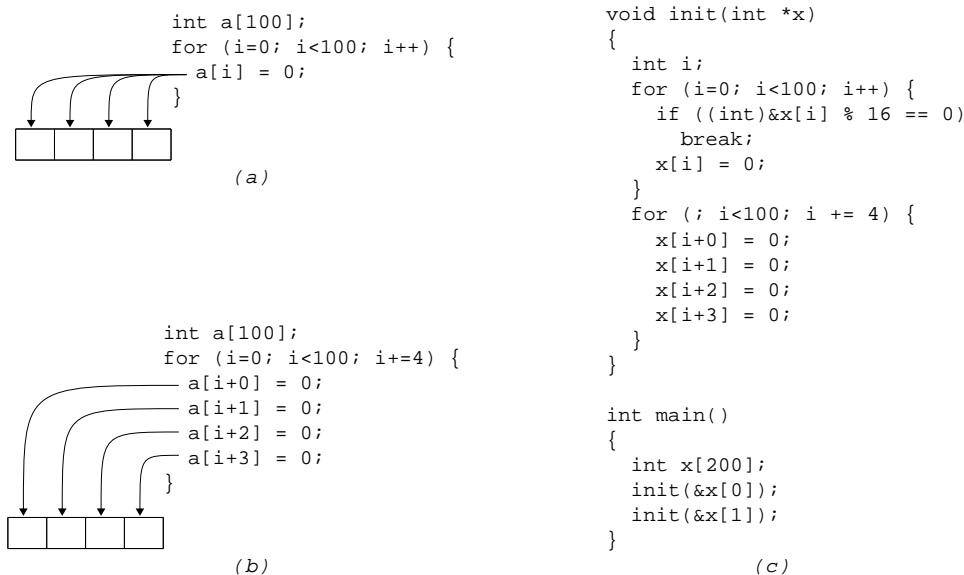 int a[100];
for (i=0; i<100; i++) {
  a[i] = 0;
}
(a)
int a[100];
for (i=0; i<100; i+=4) {
  a[i+0] = 0;
  a[i+1] = 0;
  a[i+2] = 0;
  a[i+3] = 0;
}
(b)
void init(int *x)
{
  int i;
  for (i=0; i<100; i++) {
    if ((int)&x[i] % 16 == 0)
      break;
    x[i] = 0;
  }
  for (; i<100; i += 4) {
    x[i+0] = 0;
    x[i+1] = 0;
    x[i+2] = 0;
    x[i+3] = 0;
  }
}
int main()
{
  int x[200];
  init(&x[0]);
  init(&x[1]);
}
(c)